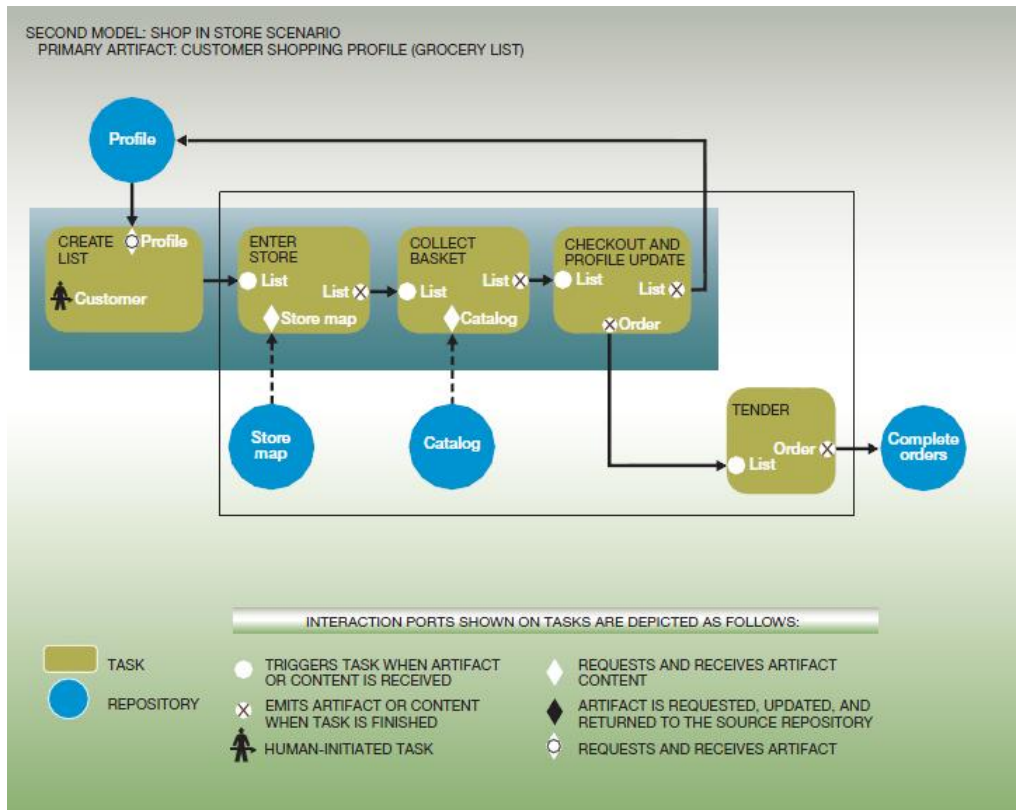 SECOND MODEL: SHOP IN STORE SCENARIO
PRIMARY ARTIFACT: CUSTOMER SHOPPING PROFILE (GROCERY LIST)
Profile
CREATE
LIST
Profile
Customer
ENTER
STORE
List
List
Store map
COLLECT
BASKET
List
List
Catalog
CHECKOUT AND
PROFILE UPDATE
List
List
Order
Store
map
Catalog
TENDER
Order
List
Complete
orders
INTERACTION PORTS SHOWN ON TASKS ARE DEPICTED AS FOLLOWS:
TASK
REPOSITORY
TRIGGERS TASK WHEN ARTIFACT
OR CONTENT IS RECEIVED
EMITS ARTIFACT OR CONTENT
WHEN TASK IS FINISHED
HUMAN-INITIATED TASK
REQUESTS AND RECEIVES ARTIFACT
CONTENT
ARTIFACT IS REQUESTED, UPDATED, AND
RETURNED TO THE SOURCE REPOSITORY
REQUESTS AND RECEIVES ARTIFACT